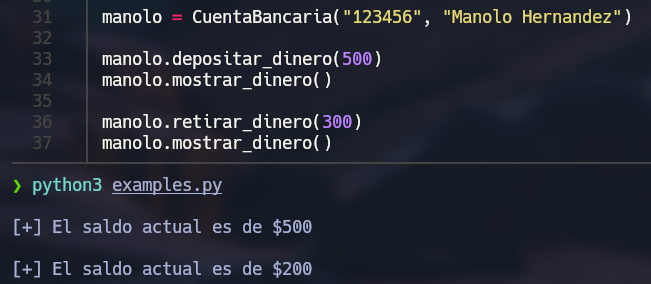 31 manolo = CuentaBancaria("123456", "Manolo Hernandez")
32
33 manolo.depositar_dinero(500)
34 manolo.mostrar_dinero()
35
36 manolo.retirar_dinero(300)
37 manolo.mostrar_dinero()
❯ python3 examples.py
[+] El saldo actual es de $500
[+] El saldo actual es de $200